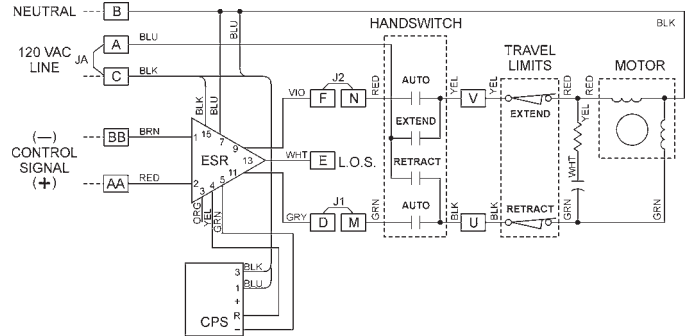 NEUTRAL B
BLK
HANDSWITCH
A BLU
BLU
120 VAC
LINE
JA
C BLK
TRAVEL
LIMITS
MOTOR
J2
AUTO
VIO F N RED
YEL V YEL
RED RED
BLK BLU
15 7 9
EXTEND
EXTEND
YEL
(—)
CONTROL
SIGNAL
(+)
BB BRN 1
ESR 13 WHT E L.O.S.
RETRACT
WHT
AA RED 2
3 4 5 11
ORG YEL GRN
J1
GRY D M GRN
AUTO
BLK U BLK
RETRACT
GRN GRN
3 BLK
1 BLU
+
R
–
CPS